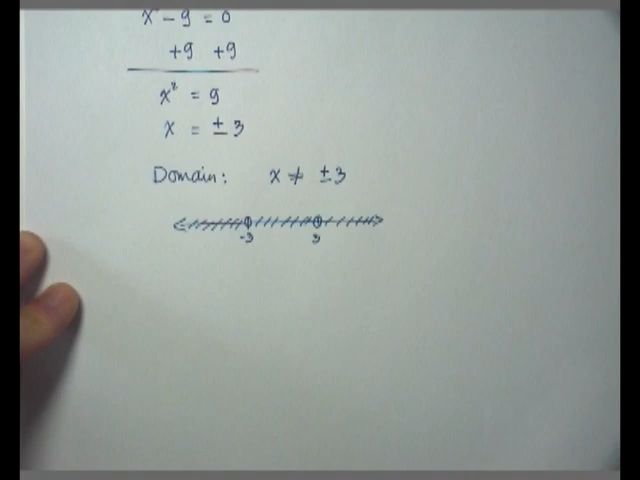 x² - 9 = 0
+9 +9
x² = 9
x = ± 3
Domain: x ≠ ±3
-3 3